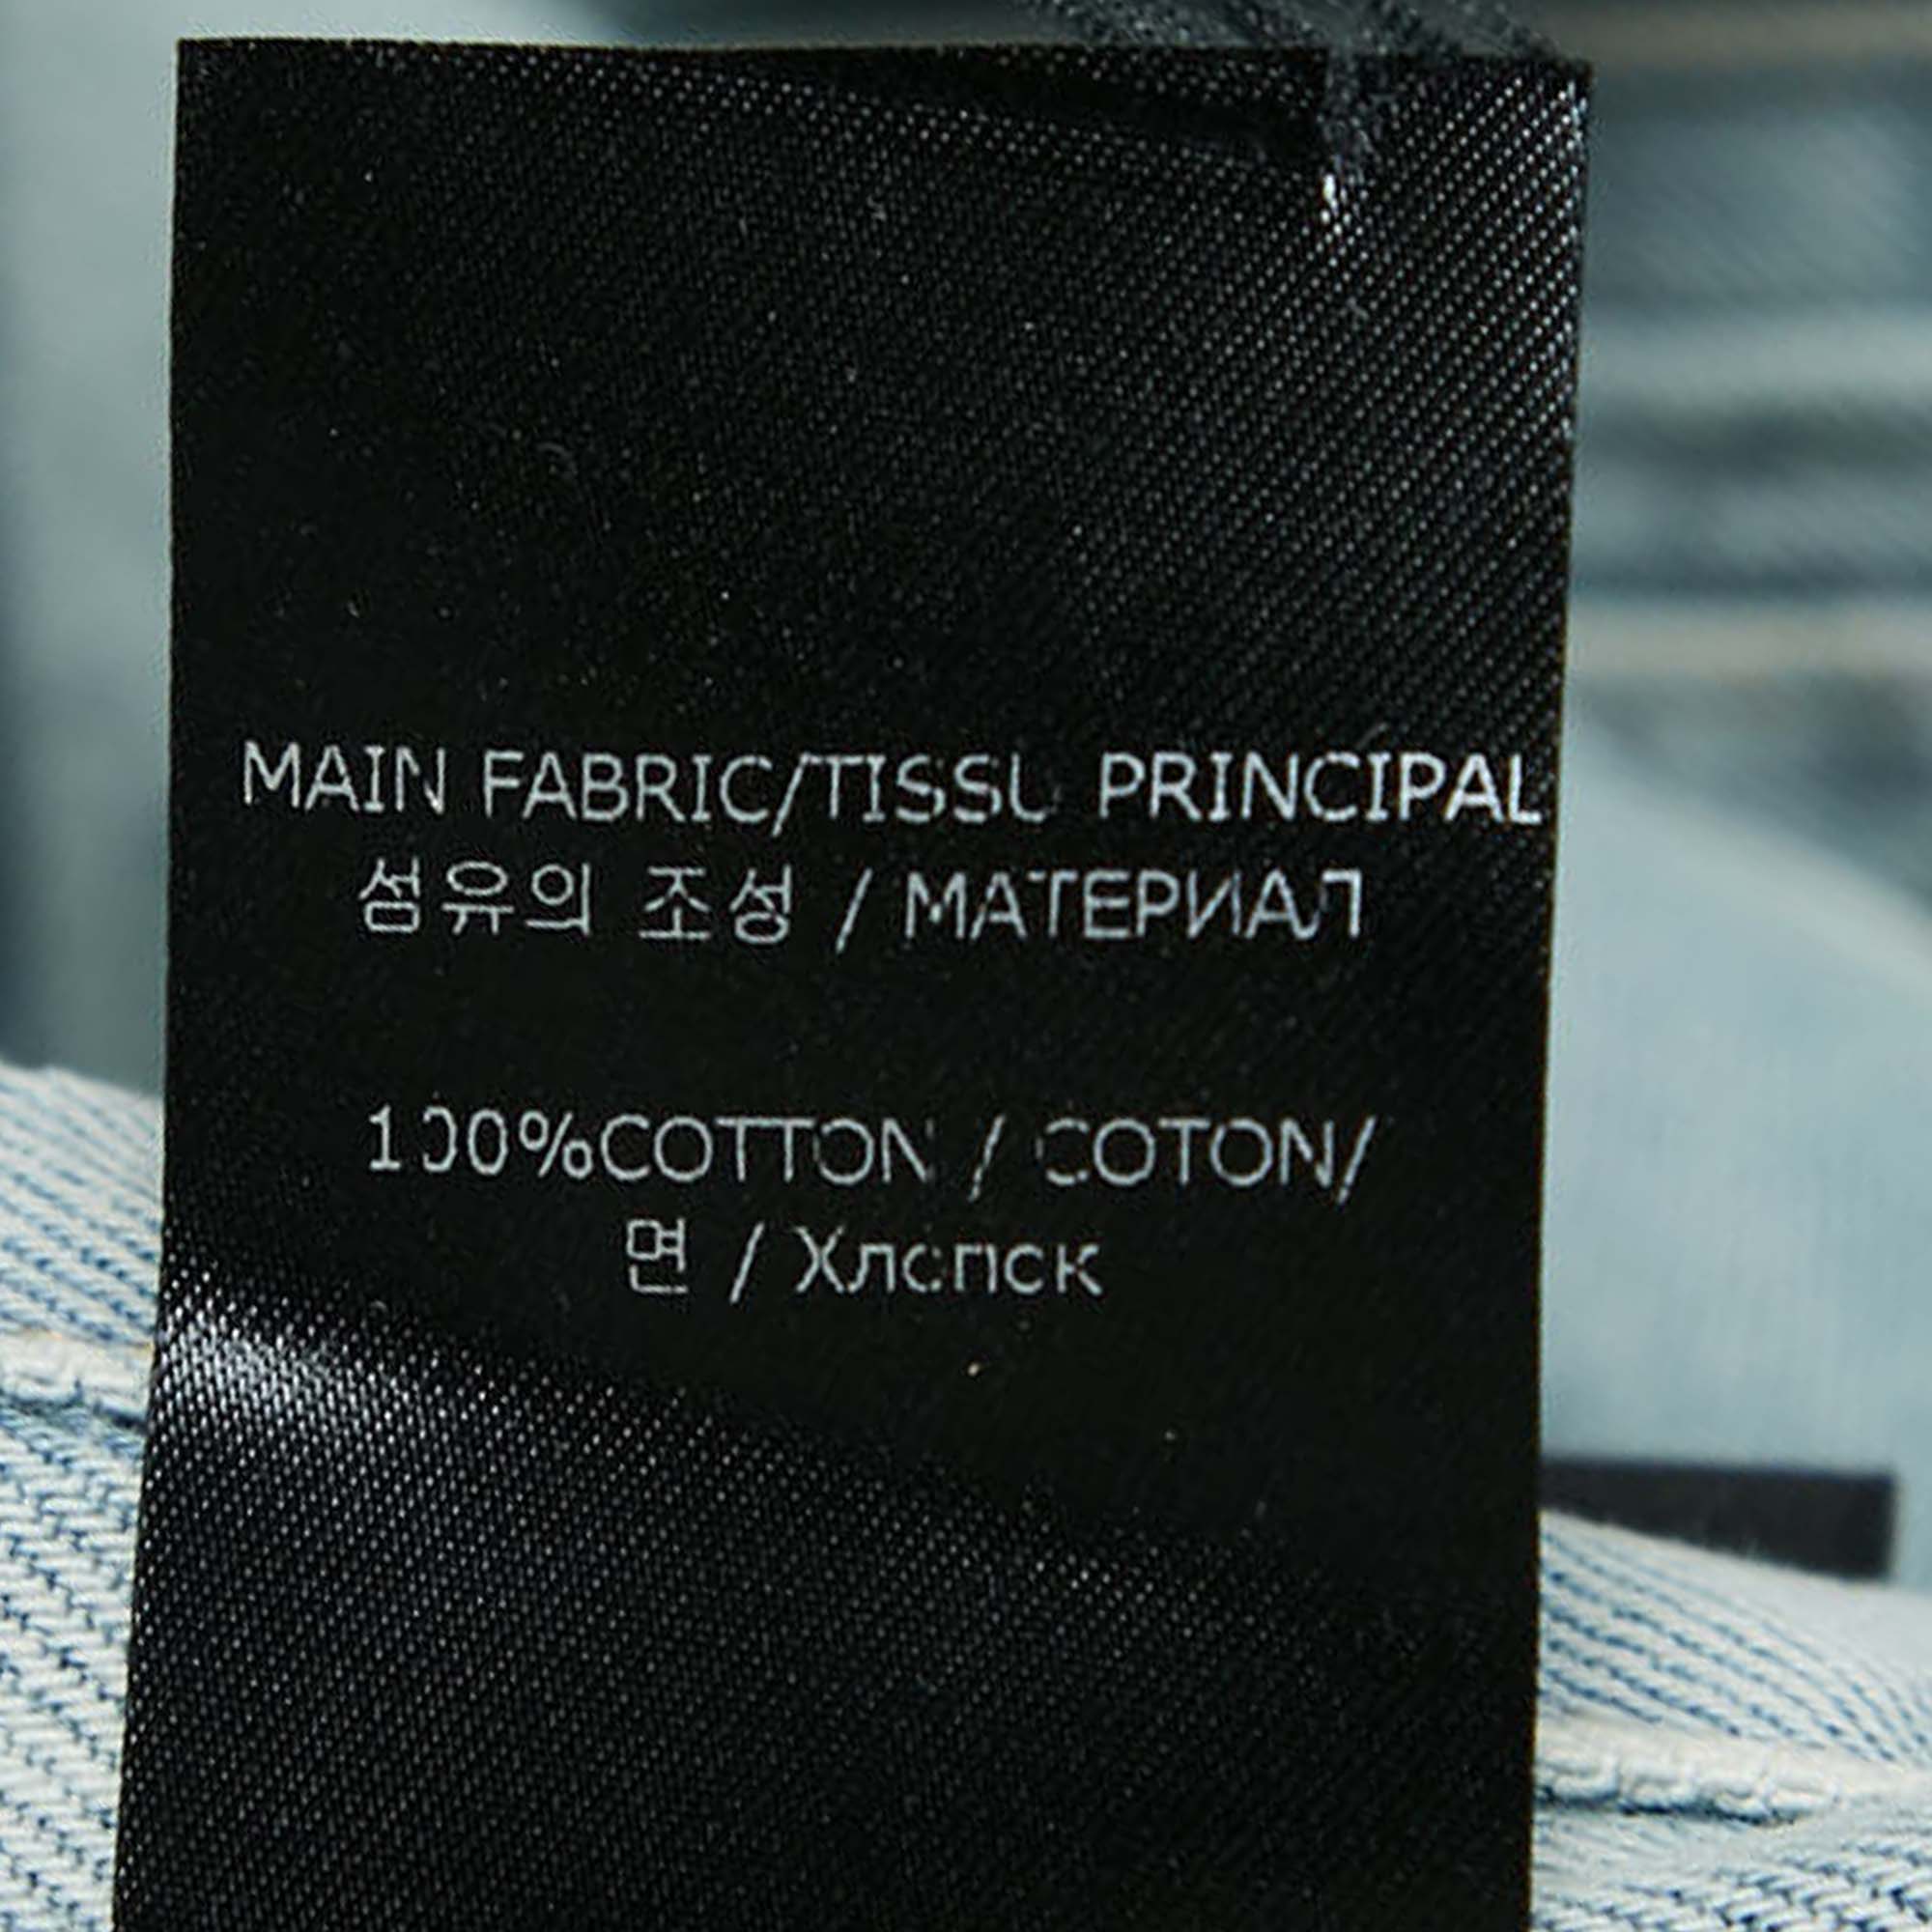 MAIN FABRIC/TISSU PRINCIPAL
섬유의 조성 / МАТЕРИАЛ
100%COTTON / COTON/
면 / Хлопок